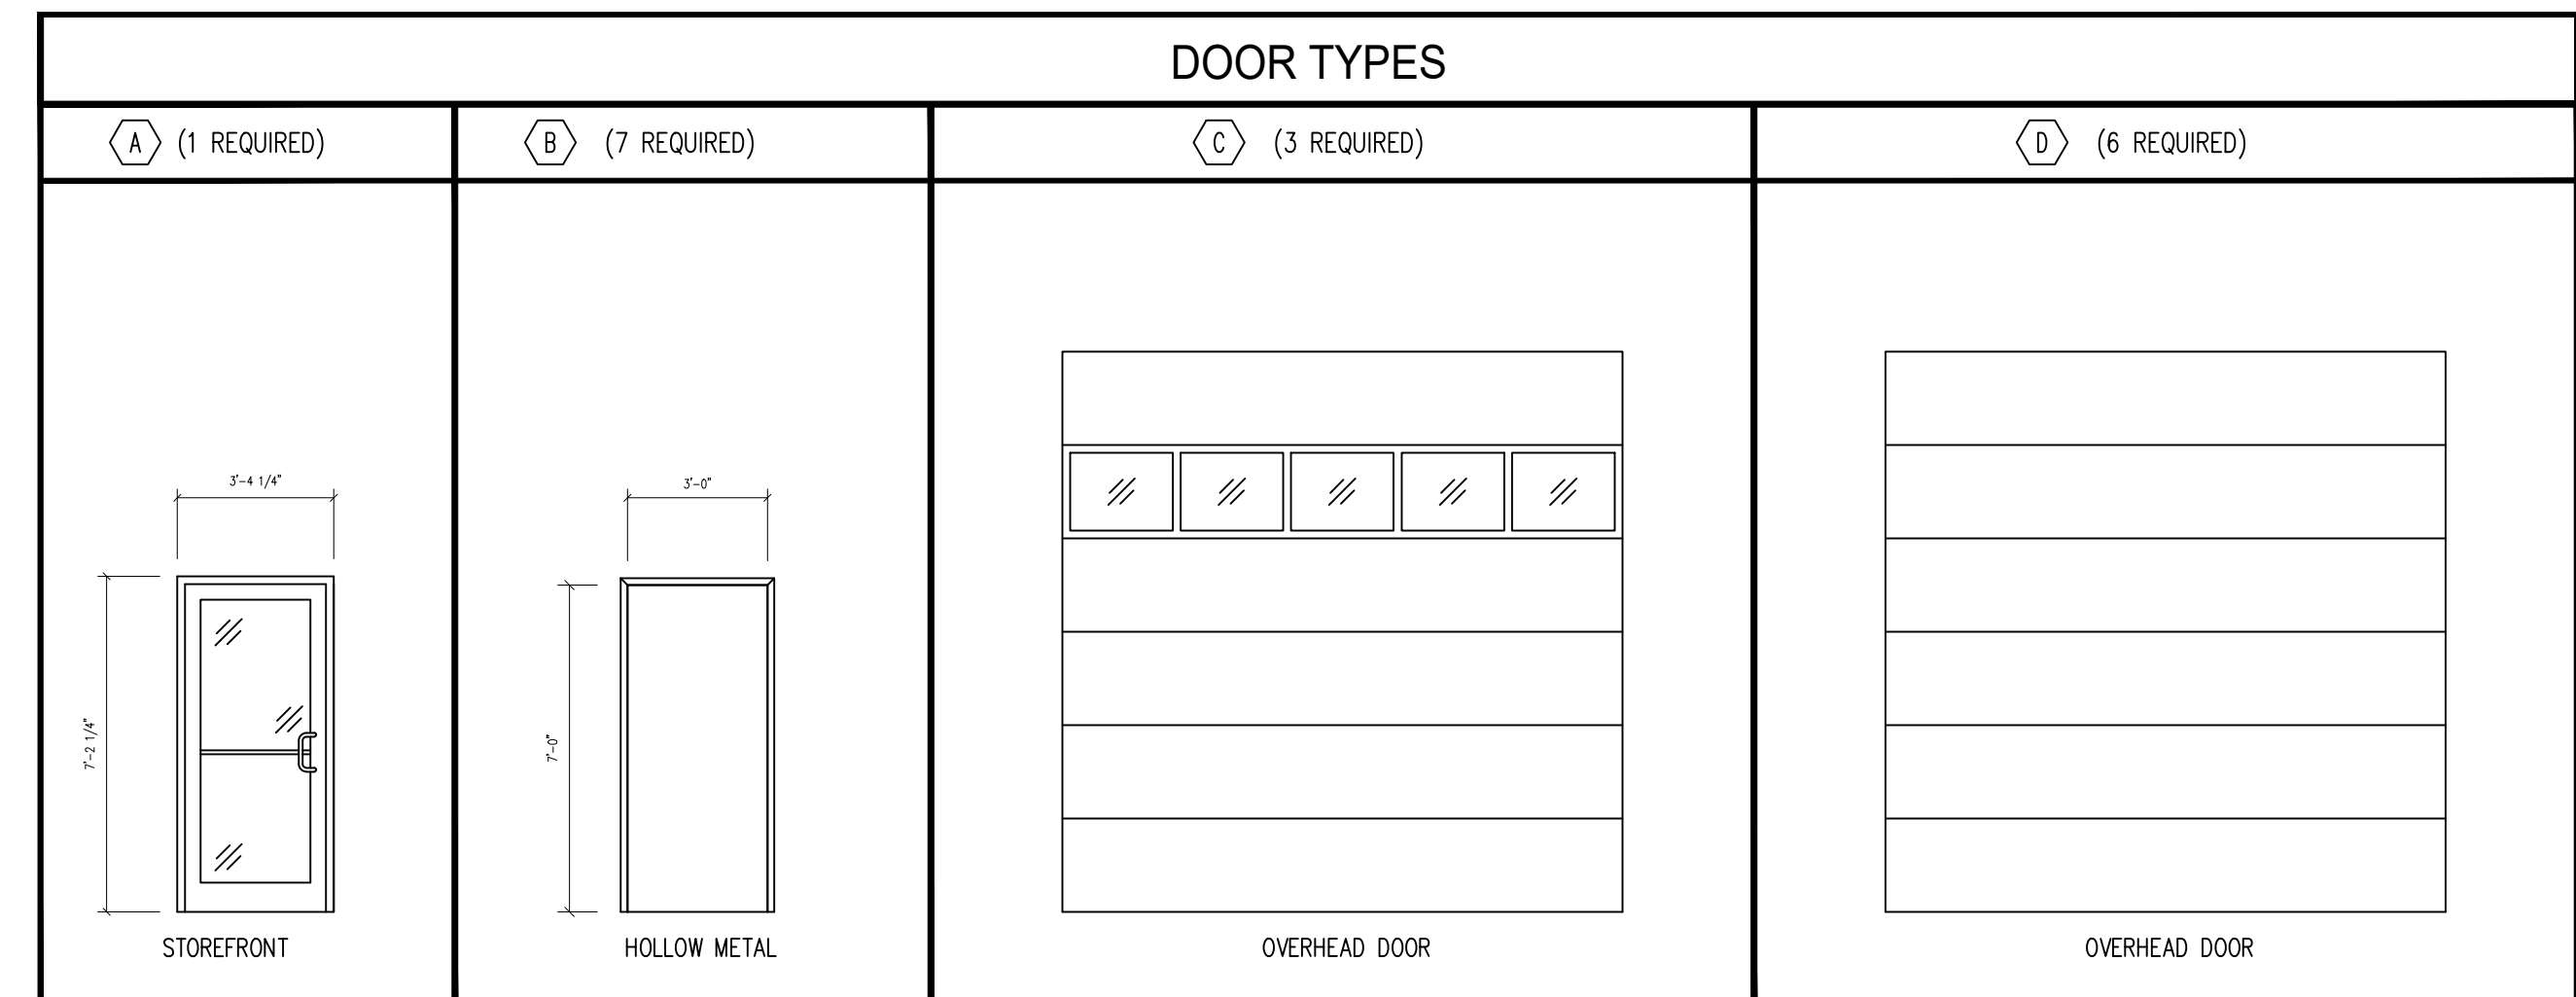 DOOR TYPES
A (1 REQUIRED)
B (7 REQUIRED)
C (3 REQUIRED)
D (6 REQUIRED)
3'-4 1/4"
7'-2 1/4"
STOREFRONT
3'-0"
7'-0"
HOLLOW METAL
OVERHEAD DOOR
OVERHEAD DOOR